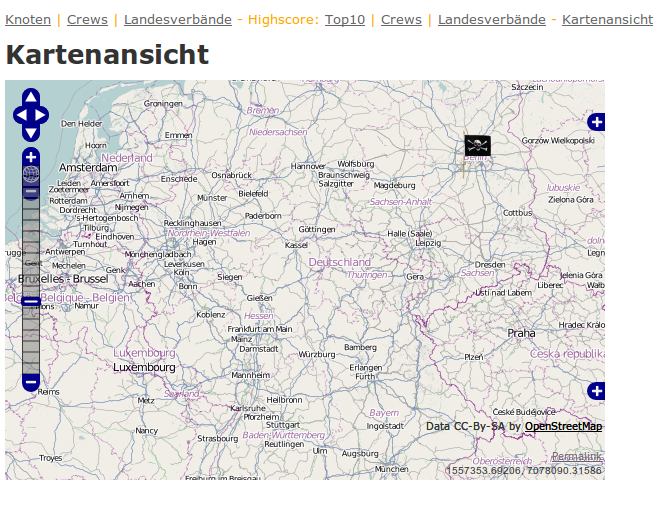 Knoten | Crews | Landesverbände - Highscore: Top10 | Crews | Landesverbände - Kartenansicht
Kartenansicht
Szczecin
Groningen
Bremen
Den Helder
Emmen
Niedersachsen
Gorzów Wielkopolski
Hoorn
Nederland
Berlin
Amsterdam
Hannover
Wolfsburg
Enschede
Osnabrück
Braunschweig
Leiden
Amersfoort
Salzgitter
Magdeburg
Zoetermeer
lubuskie
Rotterdam
Arnhem
Münster
Bielefeld
Sachsen-Anhalt
Zielona Góra
Dordrecht
Nijmegen
Paderborn
Cottbus
's-Hertogenbosch
Recklinghausen
Tilburg
Göttingen
Eindhoven
Nordrhein-Westfalen
Halle (Saale)
Turnhout
Hagen
Kassel
Leipzig
Antwerpen
Mönchengladbach
Mechelen
Leverkusen
Deutschland
Dresden
Genk
Köln
Thüringen
Sachsen
Bruxelles - Brussel
Aachen
Siegen
Gera
Jelenia Góra
Bonn
Liberec
België - Belgique - Belgien
Gießen
Ústí nad Labem
Namur
Koblenz
Hessen
Hradec Králo
Frankfurt am Main
Praha
Mainz
Luxembourg
Darmstadt
Würzburg
Bamberg
Plzeň
Česká republika
Luxembourg
Mannheim
Erlangen
Fürth
Reims
Saarland
Metz
Heilbronn
Karlsruhe
Bayern
České Budějovice
Pforzheim
Nancy
Stuttgart
Ingolstadt
Data CC-By-SA by OpenStreetMap
Strasbourg
Baden-Württemberg
Reutlingen
Troyes
Ulm
Augsburg
Permalink
Oberösterreich
München
1557353.69206, 7078090.31586
Freiburg im Breisgau